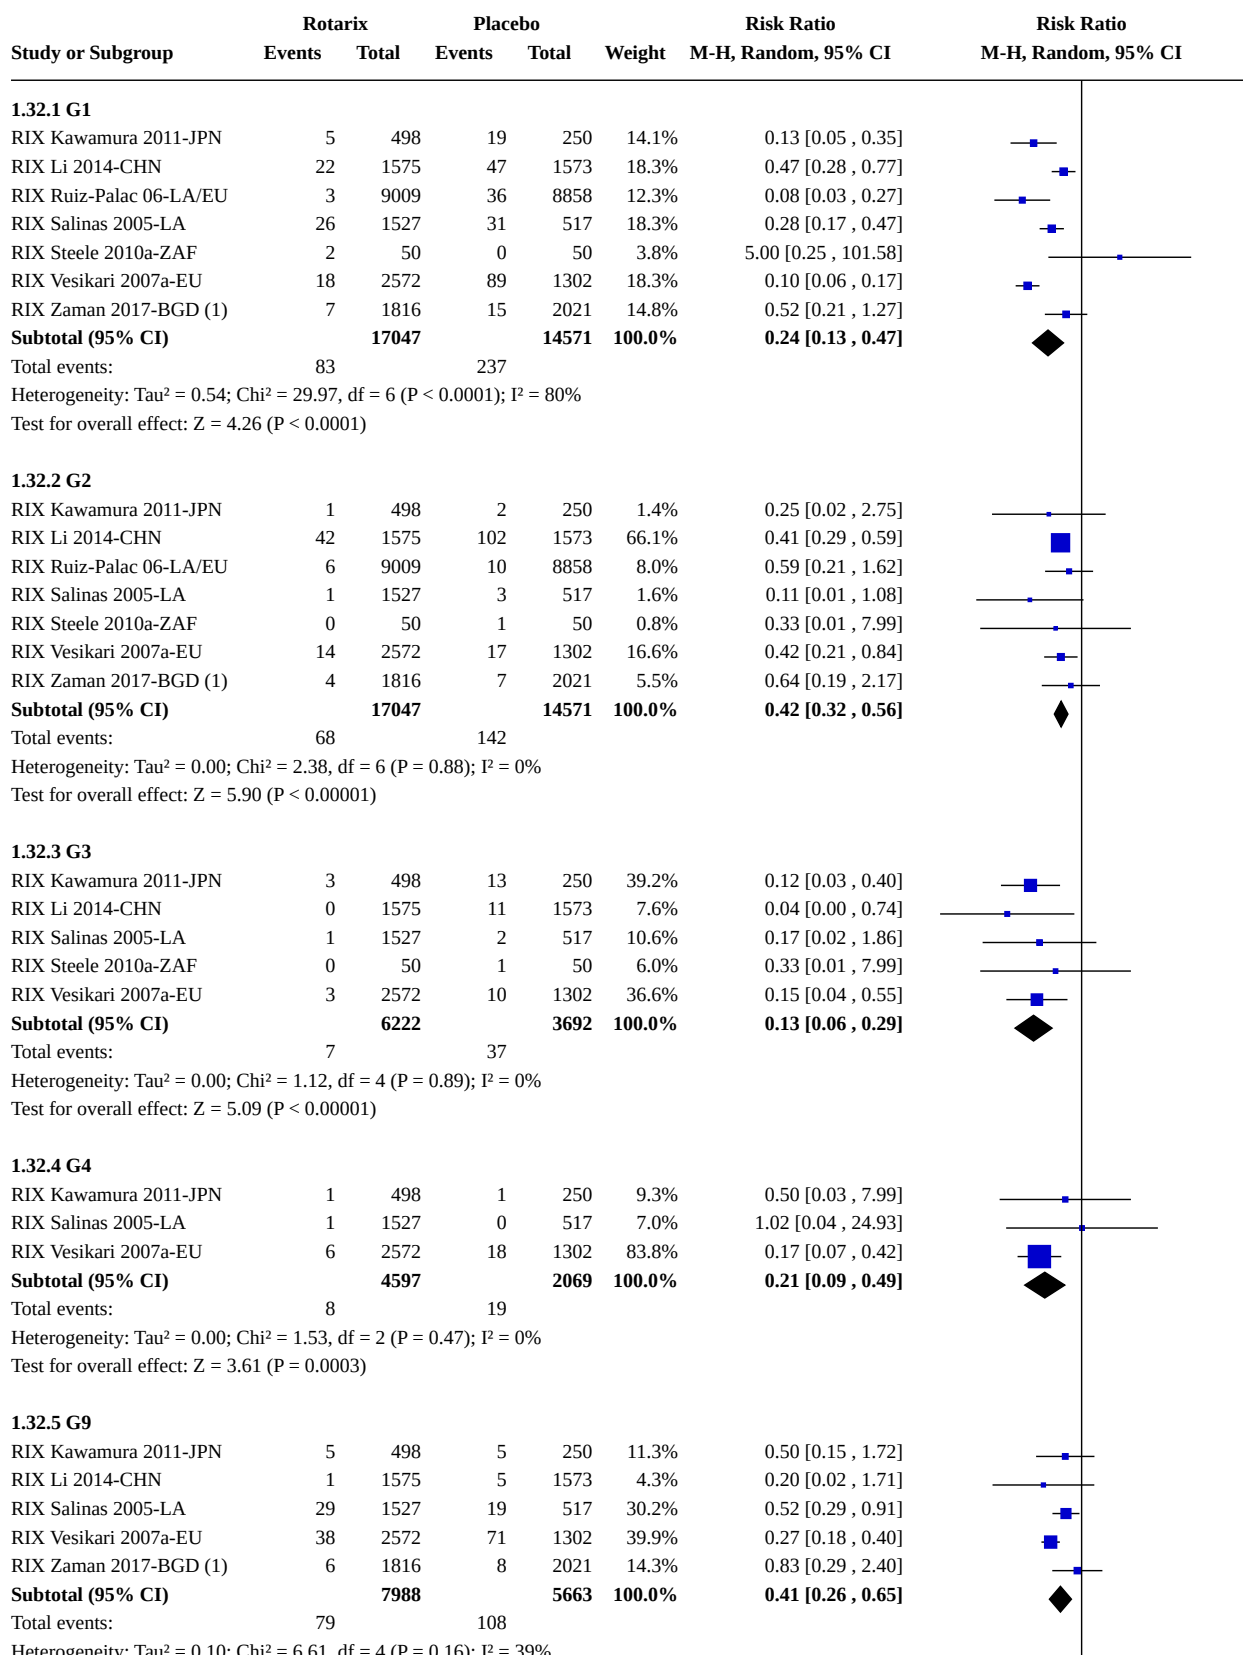 Rotarix Placebo Risk Ratio Risk Ratio
Study or Subgroup Events Total Events Total Weight M-H, Random, 95% CI M-H, Random, 95% CI
1.32.1 G1
RIX Kawamura 2011-JPN 5 498 19 250 14.1% 0.13 [0.05 , 0.35]
RIX Li 2014-CHN 22 1575 47 1573 18.3% 0.47 [0.28 , 0.77]
RIX Ruiz-Palac 06-LA/EU 3 9009 36 8858 12.3% 0.08 [0.03 , 0.27]
RIX Salinas 2005-LA 26 1527 31 517 18.3% 0.28 [0.17 , 0.47]
RIX Steele 2010a-ZAF 2 50 0 50 3.8% 5.00 [0.25 , 101.58]
RIX Vesikari 2007a-EU 18 2572 89 1302 18.3% 0.10 [0.06 , 0.17]
RIX Zaman 2017-BGD (1) 7 1816 15 2021 14.8% 0.52 [0.21 , 1.27]
Subtotal (95% CI) 17047 14571 100.0% 0.24 [0.13 , 0.47]
Total events: 83 237
Heterogeneity: Tau² = 0.54; Chi² = 29.97, df = 6 (P < 0.0001); I² = 80%
Test for overall effect: Z = 4.26 (P < 0.0001)
1.32.2 G2
RIX Kawamura 2011-JPN 1 498 2 250 1.4% 0.25 [0.02 , 2.75]
RIX Li 2014-CHN 42 1575 102 1573 66.1% 0.41 [0.29 , 0.59]
RIX Ruiz-Palac 06-LA/EU 6 9009 10 8858 8.0% 0.59 [0.21 , 1.62]
RIX Salinas 2005-LA 1 1527 3 517 1.6% 0.11 [0.01 , 1.08]
RIX Steele 2010a-ZAF 0 50 1 50 0.8% 0.33 [0.01 , 7.99]
RIX Vesikari 2007a-EU 14 2572 17 1302 16.6% 0.42 [0.21 , 0.84]
RIX Zaman 2017-BGD (1) 4 1816 7 2021 5.5% 0.64 [0.19 , 2.17]
Subtotal (95% CI) 17047 14571 100.0% 0.42 [0.32 , 0.56]
Total events: 68 142
Heterogeneity: Tau² = 0.00; Chi² = 2.38, df = 6 (P = 0.88); I² = 0%
Test for overall effect: Z = 5.90 (P < 0.00001)
1.32.3 G3
RIX Kawamura 2011-JPN 3 498 13 250 39.2% 0.12 [0.03 , 0.40]
RIX Li 2014-CHN 0 1575 11 1573 7.6% 0.04 [0.00 , 0.74]
RIX Salinas 2005-LA 1 1527 2 517 10.6% 0.17 [0.02 , 1.86]
RIX Steele 2010a-ZAF 0 50 1 50 6.0% 0.33 [0.01 , 7.99]
RIX Vesikari 2007a-EU 3 2572 10 1302 36.6% 0.15 [0.04 , 0.55]
Subtotal (95% CI) 6222 3692 100.0% 0.13 [0.06 , 0.29]
Total events: 7 37
Heterogeneity: Tau² = 0.00; Chi² = 1.12, df = 4 (P = 0.89); I² = 0%
Test for overall effect: Z = 5.09 (P < 0.00001)
1.32.4 G4
RIX Kawamura 2011-JPN 1 498 1 250 9.3% 0.50 [0.03 , 7.99]
RIX Salinas 2005-LA 1 1527 0 517 7.0% 1.02 [0.04 , 24.93]
RIX Vesikari 2007a-EU 6 2572 18 1302 83.8% 0.17 [0.07 , 0.42]
Subtotal (95% CI) 4597 2069 100.0% 0.21 [0.09 , 0.49]
Total events: 8 19
Heterogeneity: Tau² = 0.00; Chi² = 1.53, df = 2 (P = 0.47); I² = 0%
Test for overall effect: Z = 3.61 (P = 0.0003)
1.32.5 G9
RIX Kawamura 2011-JPN 5 498 5 250 11.3% 0.50 [0.15 , 1.72]
RIX Li 2014-CHN 1 1575 5 1573 4.3% 0.20 [0.02 , 1.71]
RIX Salinas 2005-LA 29 1527 19 517 30.2% 0.52 [0.29 , 0.91]
RIX Vesikari 2007a-EU 38 2572 71 1302 39.9% 0.27 [0.18 , 0.40]
RIX Zaman 2017-BGD (1) 6 1816 8 2021 14.3% 0.83 [0.29 , 2.40]
Subtotal (95% CI) 7988 5663 100.0% 0.41 [0.26 , 0.65]
Total events: 79 108
Heterogeneity: Tau² = 0.10; Chi² = 6.61, df = 4 (P = 0.16); I² = 39%